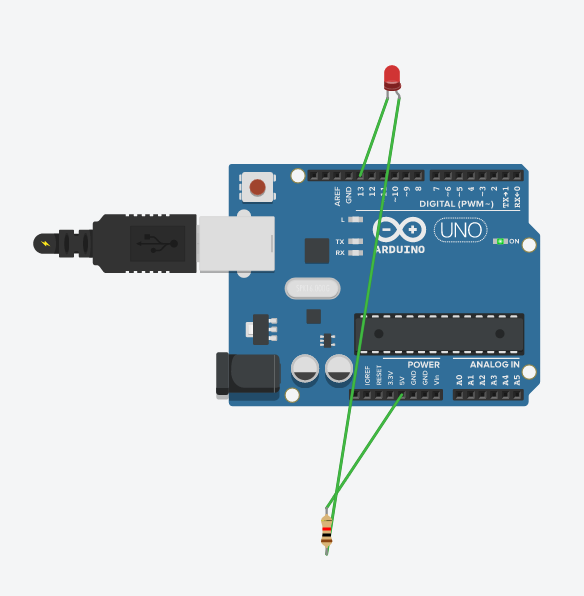 AREF
GND
13
12
~10
~9
8
7
~6
~5
4
~3
2
TX→1
RX←0
DIGITAL (PWM~)
L
TX
RX
UNO
ARDUINO
ON
POWER
ANALOG IN
IOREF
RESET
3.3V
5V
GND
GND
Vin
A0
A1
A2
A3
A4
A5